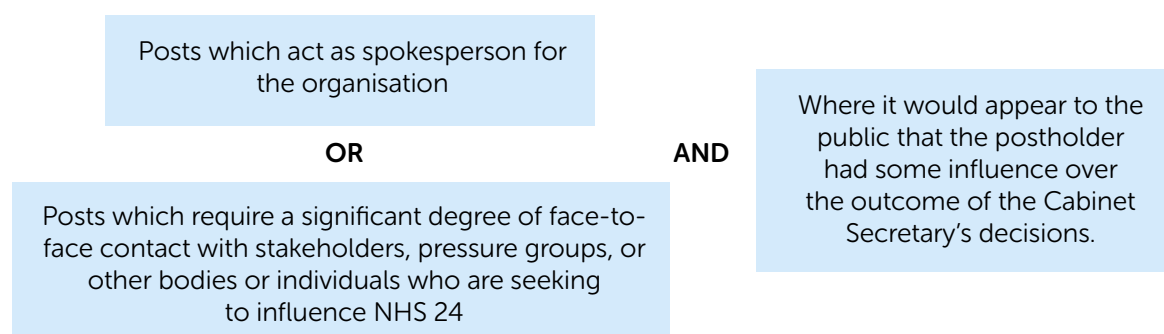 Posts which act as spokesperson for
the organisation
OR
Posts which require a significant degree of face-to-
face contact with stakeholders, pressure groups, or
other bodies or individuals who are seeking
to influence NHS 24
AND
Where it would appear to the
public that the postholder
had some influence over
the outcome of the Cabinet
Secretary’s decisions.